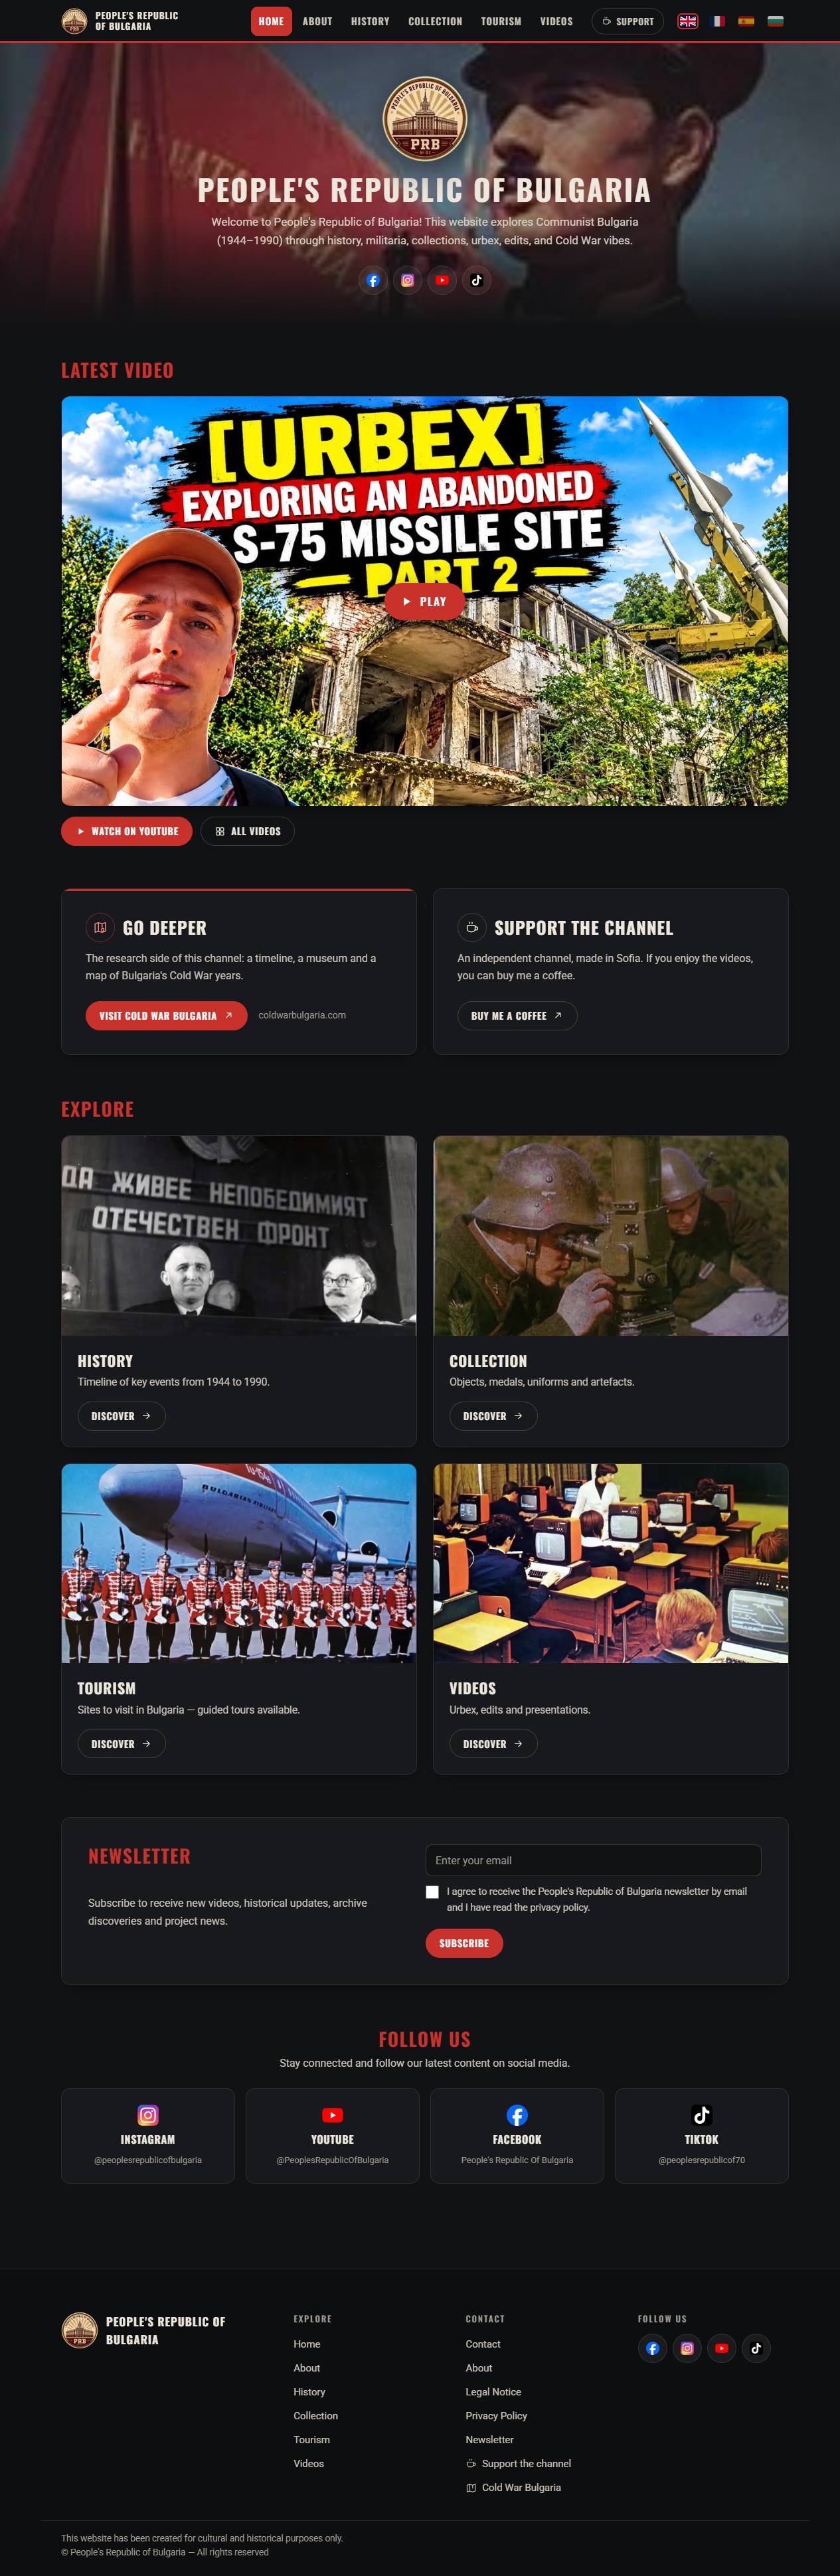 PEOPLE'S REPUBLIC
OF BULGARIA
HOME
ABOUT
HISTORY
COLLECTION
TOURISM
VIDEOS
SUPPORT
PEOPLE'S REPUBLIC OF BULGARIA
PRB
PEOPLE'S REPUBLIC OF BULGARIA
Welcome to People's Republic of Bulgaria! This website explores Communist Bulgaria
(1944–1990) through history, militaria, collections, urbex, edits, and Cold War vibes.
LATEST VIDEO
[URBEX]
EXPLORING AN ABANDONED
S-75 MISSILE SITE
PART 2
PLAY
WATCH ON YOUTUBE
ALL VIDEOS
GO DEEPER
The research side of this channel: a timeline, a museum and a
map of Bulgaria's Cold War years.
VISIT COLD WAR BULGARIA
coldwarbulgaria.com
SUPPORT THE CHANNEL
An independent channel, made in Sofia. If you enjoy the videos,
you can buy me a coffee.
BUY ME A COFFEE
EXPLORE
ДА ЖИВЕЕ НЕПОБЕДИМИЯТ
ОТЕЧЕСТВЕН ФРОНТ
HISTORY
Timeline of key events from 1944 to 1990.
DISCOVER
COLLECTION
Objects, medals, uniforms and artefacts.
DISCOVER
BULGARIAN AIRLINES
TOURISM
Sites to visit in Bulgaria — guided tours available.
DISCOVER
VIDEOS
Urbex, edits and presentations.
DISCOVER
NEWSLETTER
Subscribe to receive new videos, historical updates, archive
discoveries and project news.
Enter your email
I agree to receive the People's Republic of Bulgaria newsletter by email
and I have read the privacy policy.
SUBSCRIBE
FOLLOW US
Stay connected and follow our latest content on social media.
INSTAGRAM
@peoplesrepublicofbulgaria
YOUTUBE
@PeoplesRepublicOfBulgaria
FACEBOOK
People's Republic Of Bulgaria
TIKTOK
@peoplesrepublicof70
PRB
PEOPLE'S REPUBLIC OF
BULGARIA
EXPLORE
Home
About
History
Collection
Tourism
Videos
CONTACT
Contact
About
Legal Notice
Privacy Policy
Newsletter
Support the channel
Cold War Bulgaria
FOLLOW US
This website has been created for cultural and historical purposes only.
© People's Republic of Bulgaria — All rights reserved